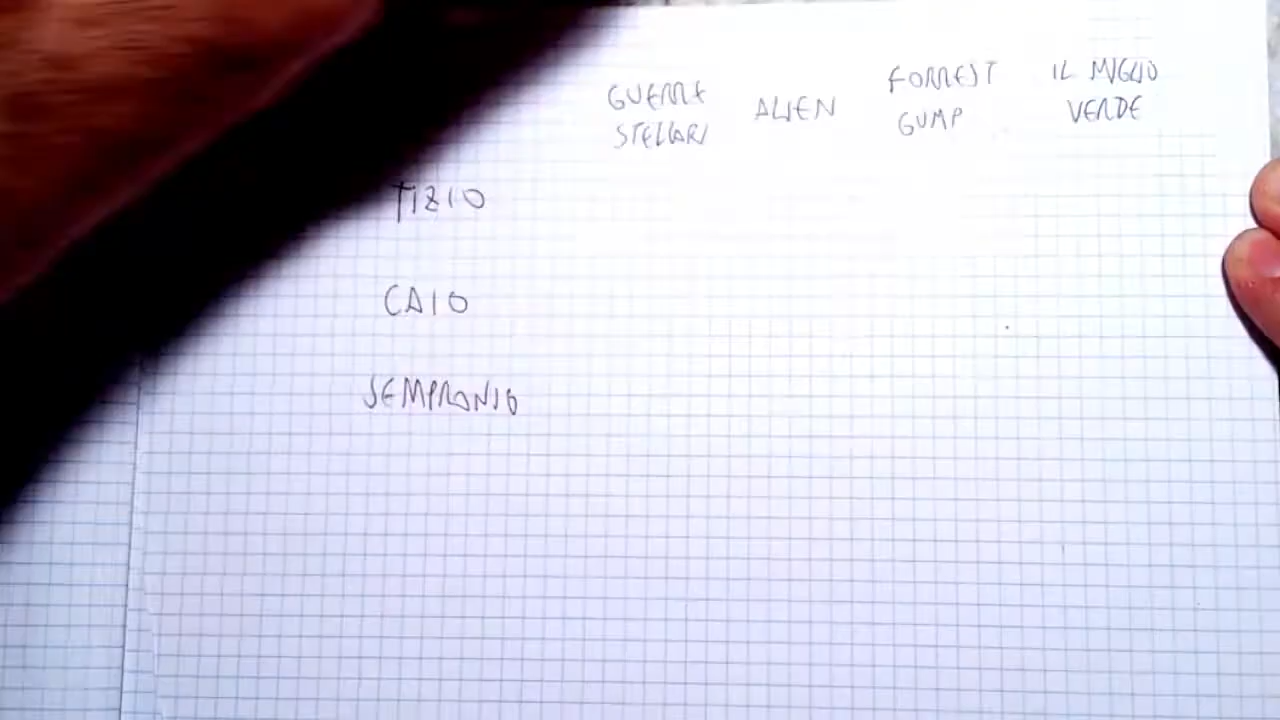 GUERRE
STELLARI
ALIEN
FORREST
GUMP
IL MIGLIO
VERDE
TIZIO
CAIO
SEMPRONIO